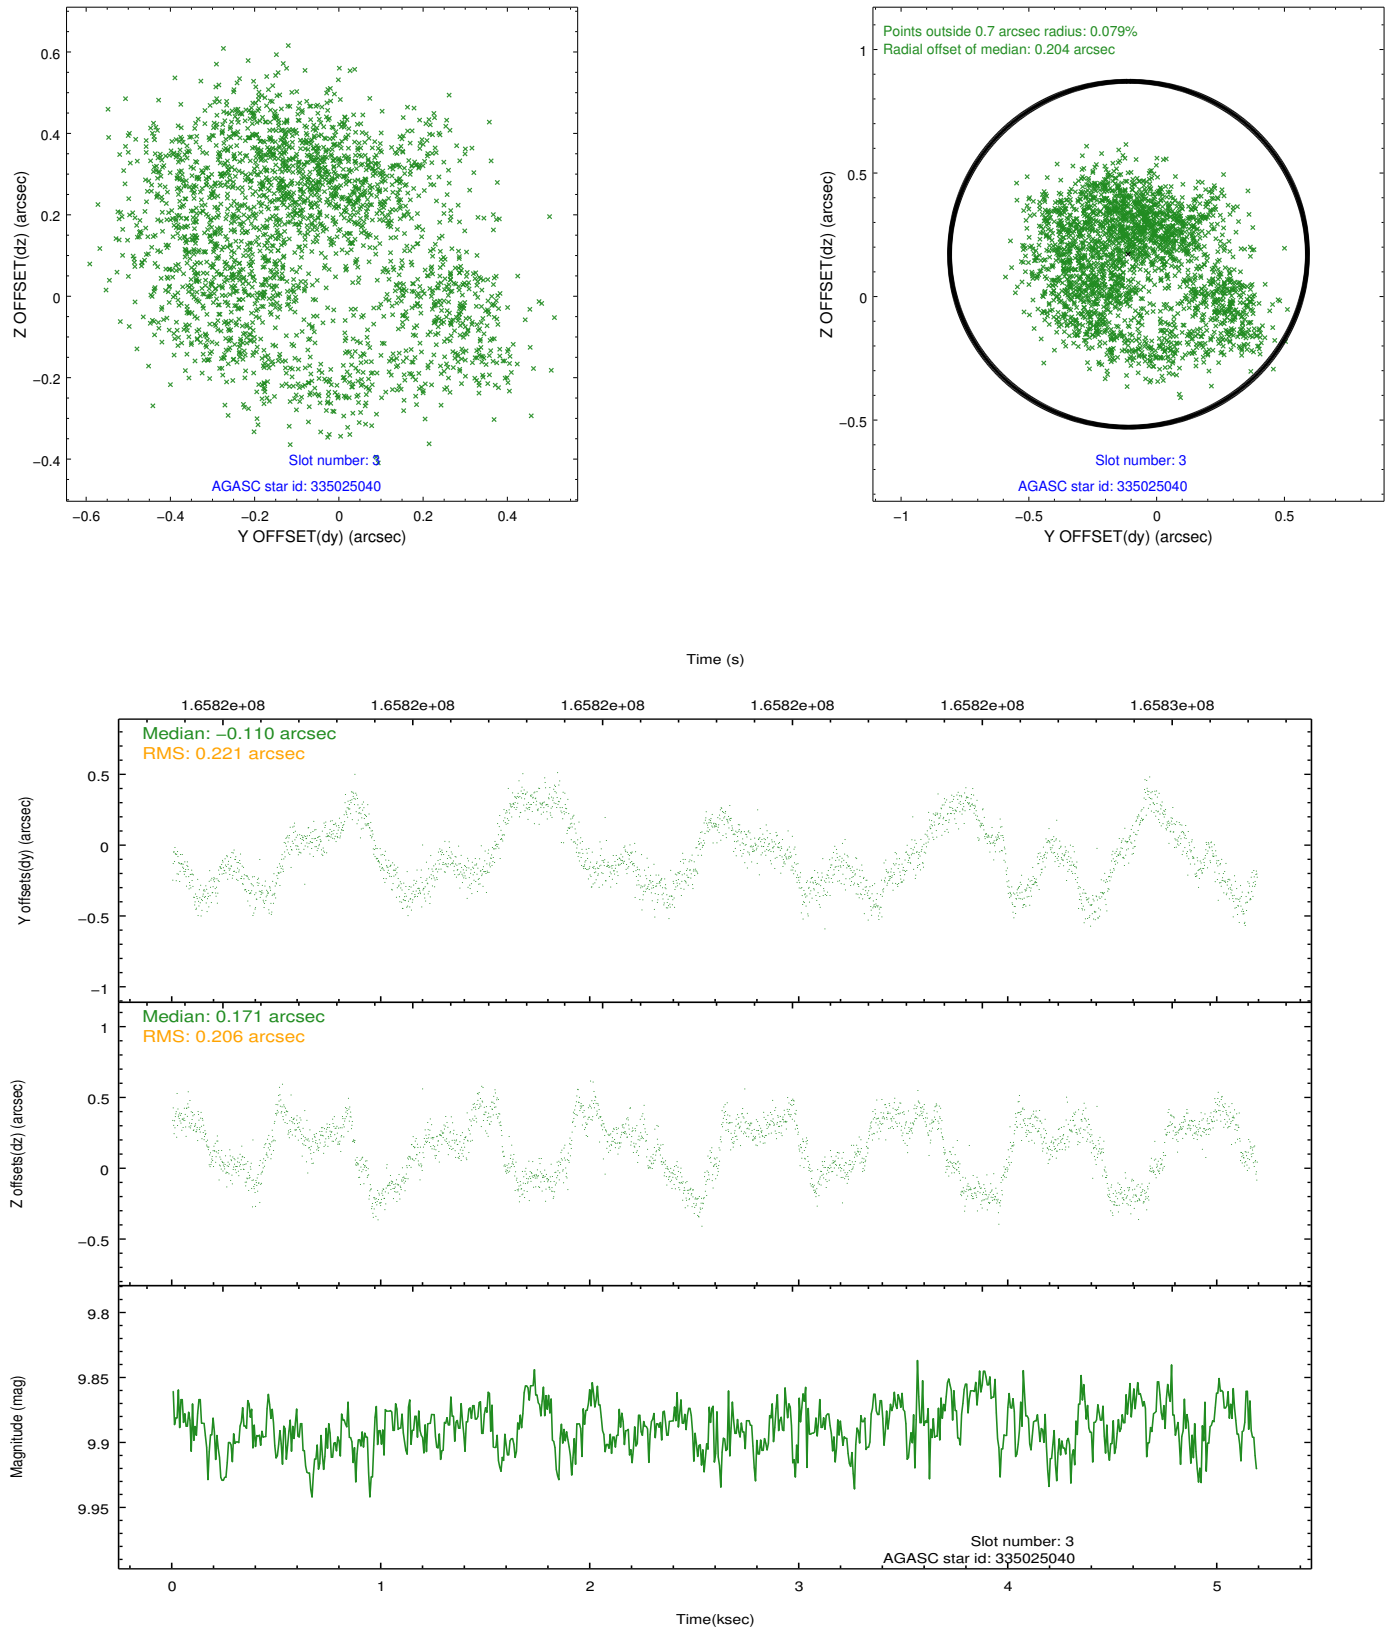 0.6
0.4
0.2
0
−0.2
−0.4
Z OFFSET(dz) (arcsec)
Slot number: 3
AGASC star id: 335025040
−0.6 −0.4 −0.2 0 0.2 0.4
Y OFFSET(dy) (arcsec)
Points outside 0.7 arcsec radius: 0.079%
Radial offset of median: 0.204 arcsec
1
0.5
0
−0.5
Z OFFSET(dz) (arcsec)
Slot number: 3
AGASC star id: 335025040
−1 −0.5 0 0.5
Y OFFSET(dy) (arcsec)
Time (s)
1.6582e+08 1.6582e+08 1.6582e+08 1.6582e+08 1.6582e+08 1.6583e+08
Median: −0.110 arcsec
RMS: 0.221 arcsec
0.5
0
−0.5
−1
Y offsets(dy) (arcsec)
Median: 0.171 arcsec
RMS: 0.206 arcsec
1
0.5
0
−0.5
Z offsets(dz) (arcsec)
9.8
9.85
9.9
9.95
Magnitude (mag)
Slot number: 3
AGASC star id: 335025040
0 1 2 3 4 5
Time(ksec)